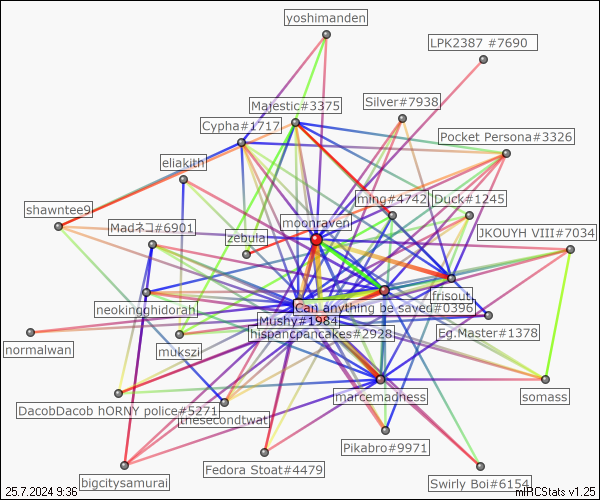 yoshimanden
LPK2387 #7690
Silver#7938
Majestic#3375
Cypha#1717
Pocket Persona#3326
eliakith
ming#4742
Duck#1245
shawntee9
moonraven
Madネコ#6901
JKOUYH VIII#7034
zebula
frisout
neokingghidorah
Can anything be saved#0396
Mushy#1984
Eg.Master#1378
hispancpancakes#2928
normalwan
mukszi
marcemadness
somass
DacobDacob hORNY police#5271
thesecondtwat
Pikabro#9971
Fedora Stoat#4479
bigcitysamurai
Swirly Boi#6154
25.7.2024 9:36
mIRCStats v1.25